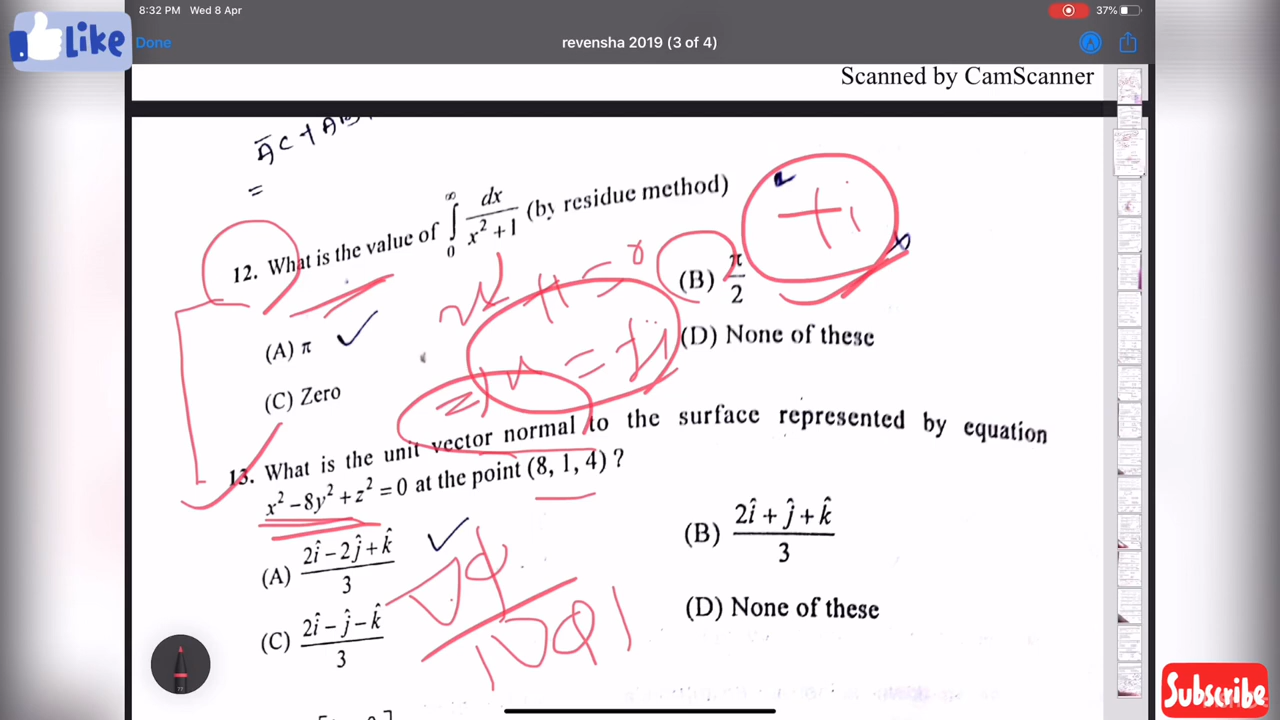 8:32 PM Wed 8 Apr
37%
Like
Done
revensha 2019 (3 of 4)
Scanned by CamScanner
=
12. What is the value of ∫₀^∞ dx/(x² + 1) (by residue method)
(A) π
(B) π/2
(C) Zero
(D) None of these
+i
13. What is the unit vector normal to the surface represented by equation
x² – 8y² + z² = 0 at the point (8, 1, 4) ?
(A) (2î – 2ĵ + k̂)/3
(B) (2î + ĵ + k̂)/3
(C) (2î – ĵ – k̂)/3
(D) None of these
Subscribe